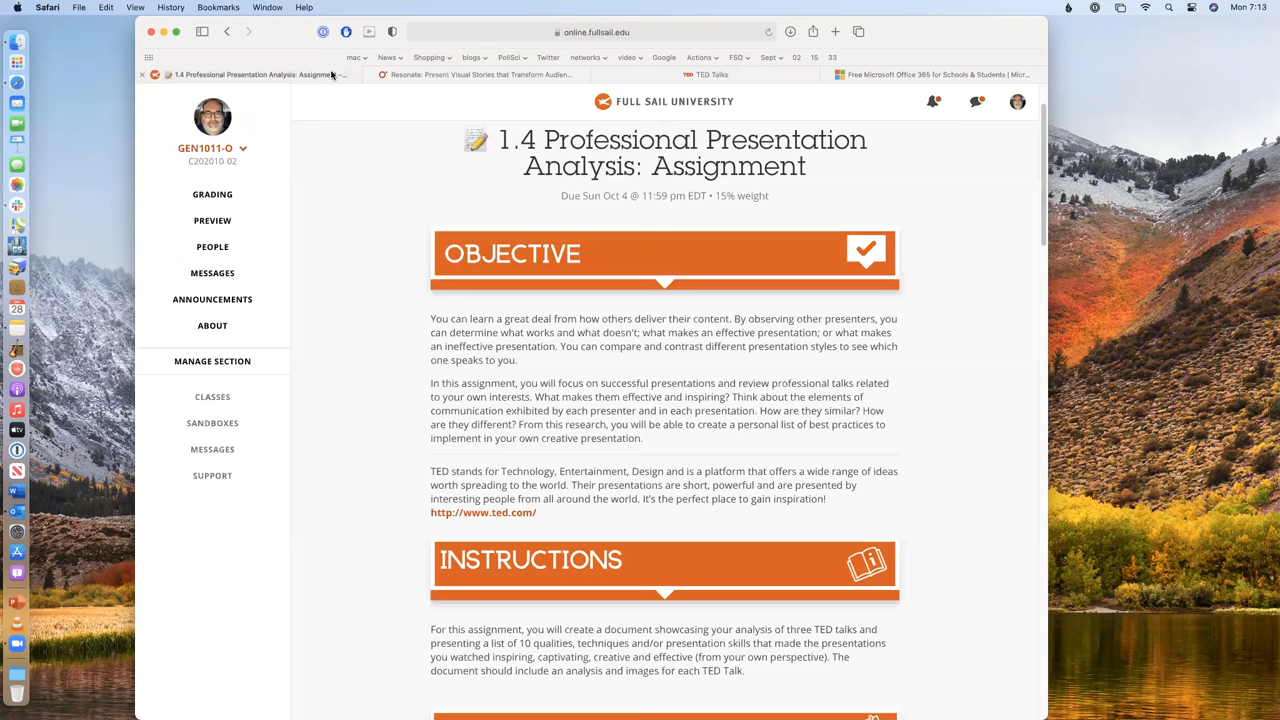 Safari File Edit View History Bookmarks Window Help
Mon 7:13
online.fullsail.edu
mac News Shopping blogs PoliSci Twitter networks video Google Actions FSO Sept 02 15 33
1.4 Professional Presentation Analysis: Assignment -...
Resonate: Present Visual Stories that Transform Audien...
TED TED Talks
Free Microsoft Office 365 for Schools & Students | Micr...
FULL SAIL UNIVERSITY
GEN1011-O
C202010 02
GRADING
PREVIEW
PEOPLE
MESSAGES
ANNOUNCEMENTS
ABOUT
MANAGE SECTION
CLASSES
SANDBOXES
MESSAGES
SUPPORT
1.4 Professional Presentation
Analysis: Assignment
Due Sun Oct 4 @ 11:59 pm EDT • 15% weight
OBJECTIVE
You can learn a great deal from how others deliver their content. By observing other presenters, you
can determine what works and what doesn't; what makes an effective presentation; or what makes
an ineffective presentation. You can compare and contrast different presentation styles to see which
one speaks to you.
In this assignment, you will focus on successful presentations and review professional talks related
to your own interests. What makes them effective and inspiring? Think about the elements of
communication exhibited by each presenter and in each presentation. How are they similar? How
are they different? From this research, you will be able to create a personal list of best practices to
implement in your own creative presentation.
TED stands for Technology, Entertainment, Design and is a platform that offers a wide range of ideas
worth spreading to the world. Their presentations are short, powerful and are presented by
interesting people from all around the world. It's the perfect place to gain inspiration!
http://www.ted.com/
INSTRUCTIONS
For this assignment, you will create a document showcasing your analysis of three TED talks and
presenting a list of 10 qualities, techniques and/or presentation skills that made the presentations
you watched inspiring, captivating, creative and effective (from your own perspective). The
document should include an analysis and images for each TED Talk.
28